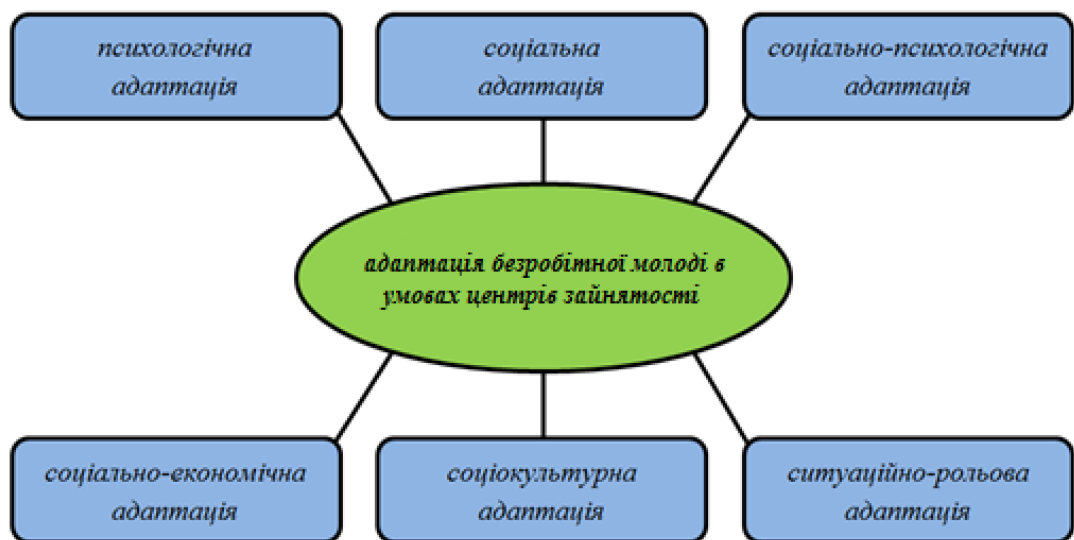 психологічна
адаптація
соціальна
адаптація
соціально-психологічна
адаптація
адаптація безробітної молоді в
умовах центрів зайнятості
соціально-економічна
адаптація
соціокультурна
адаптація
ситуаційно-рольова
адаптація